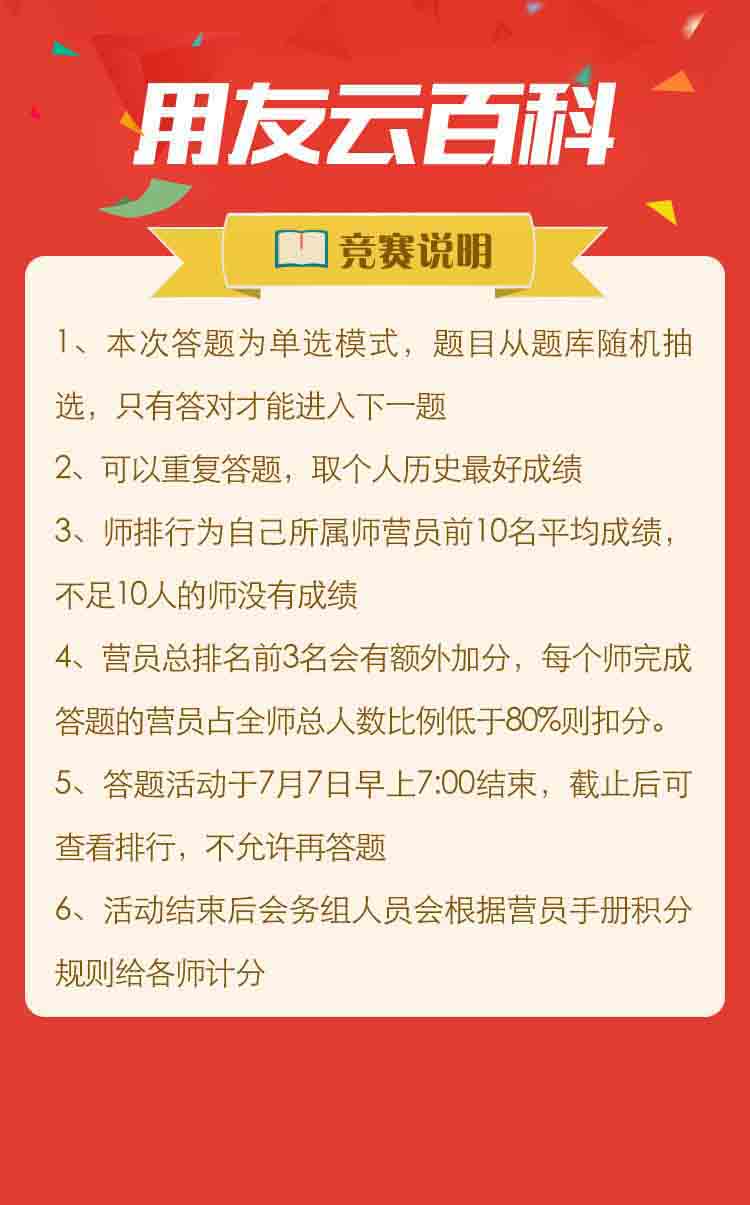 用友云百科
竞赛说明
1、本次答题为单选模式，题目从题库随机抽
选，只有答对才能进入下一题
2、可以重复答题，取个人历史最好成绩
3、师排行为自己所属师营员前10名平均成绩，
不足10人的师没有成绩
4、营员总排名前3名会有额外加分，每个师完成
答题的营员占全师总人数比例低于80%则扣分。
5、答题活动于7月7日早上7:00结束，截止后可
查看排行，不允许再答题
6、活动结束后会务组人员会根据营员手册积分
规则给各师计分